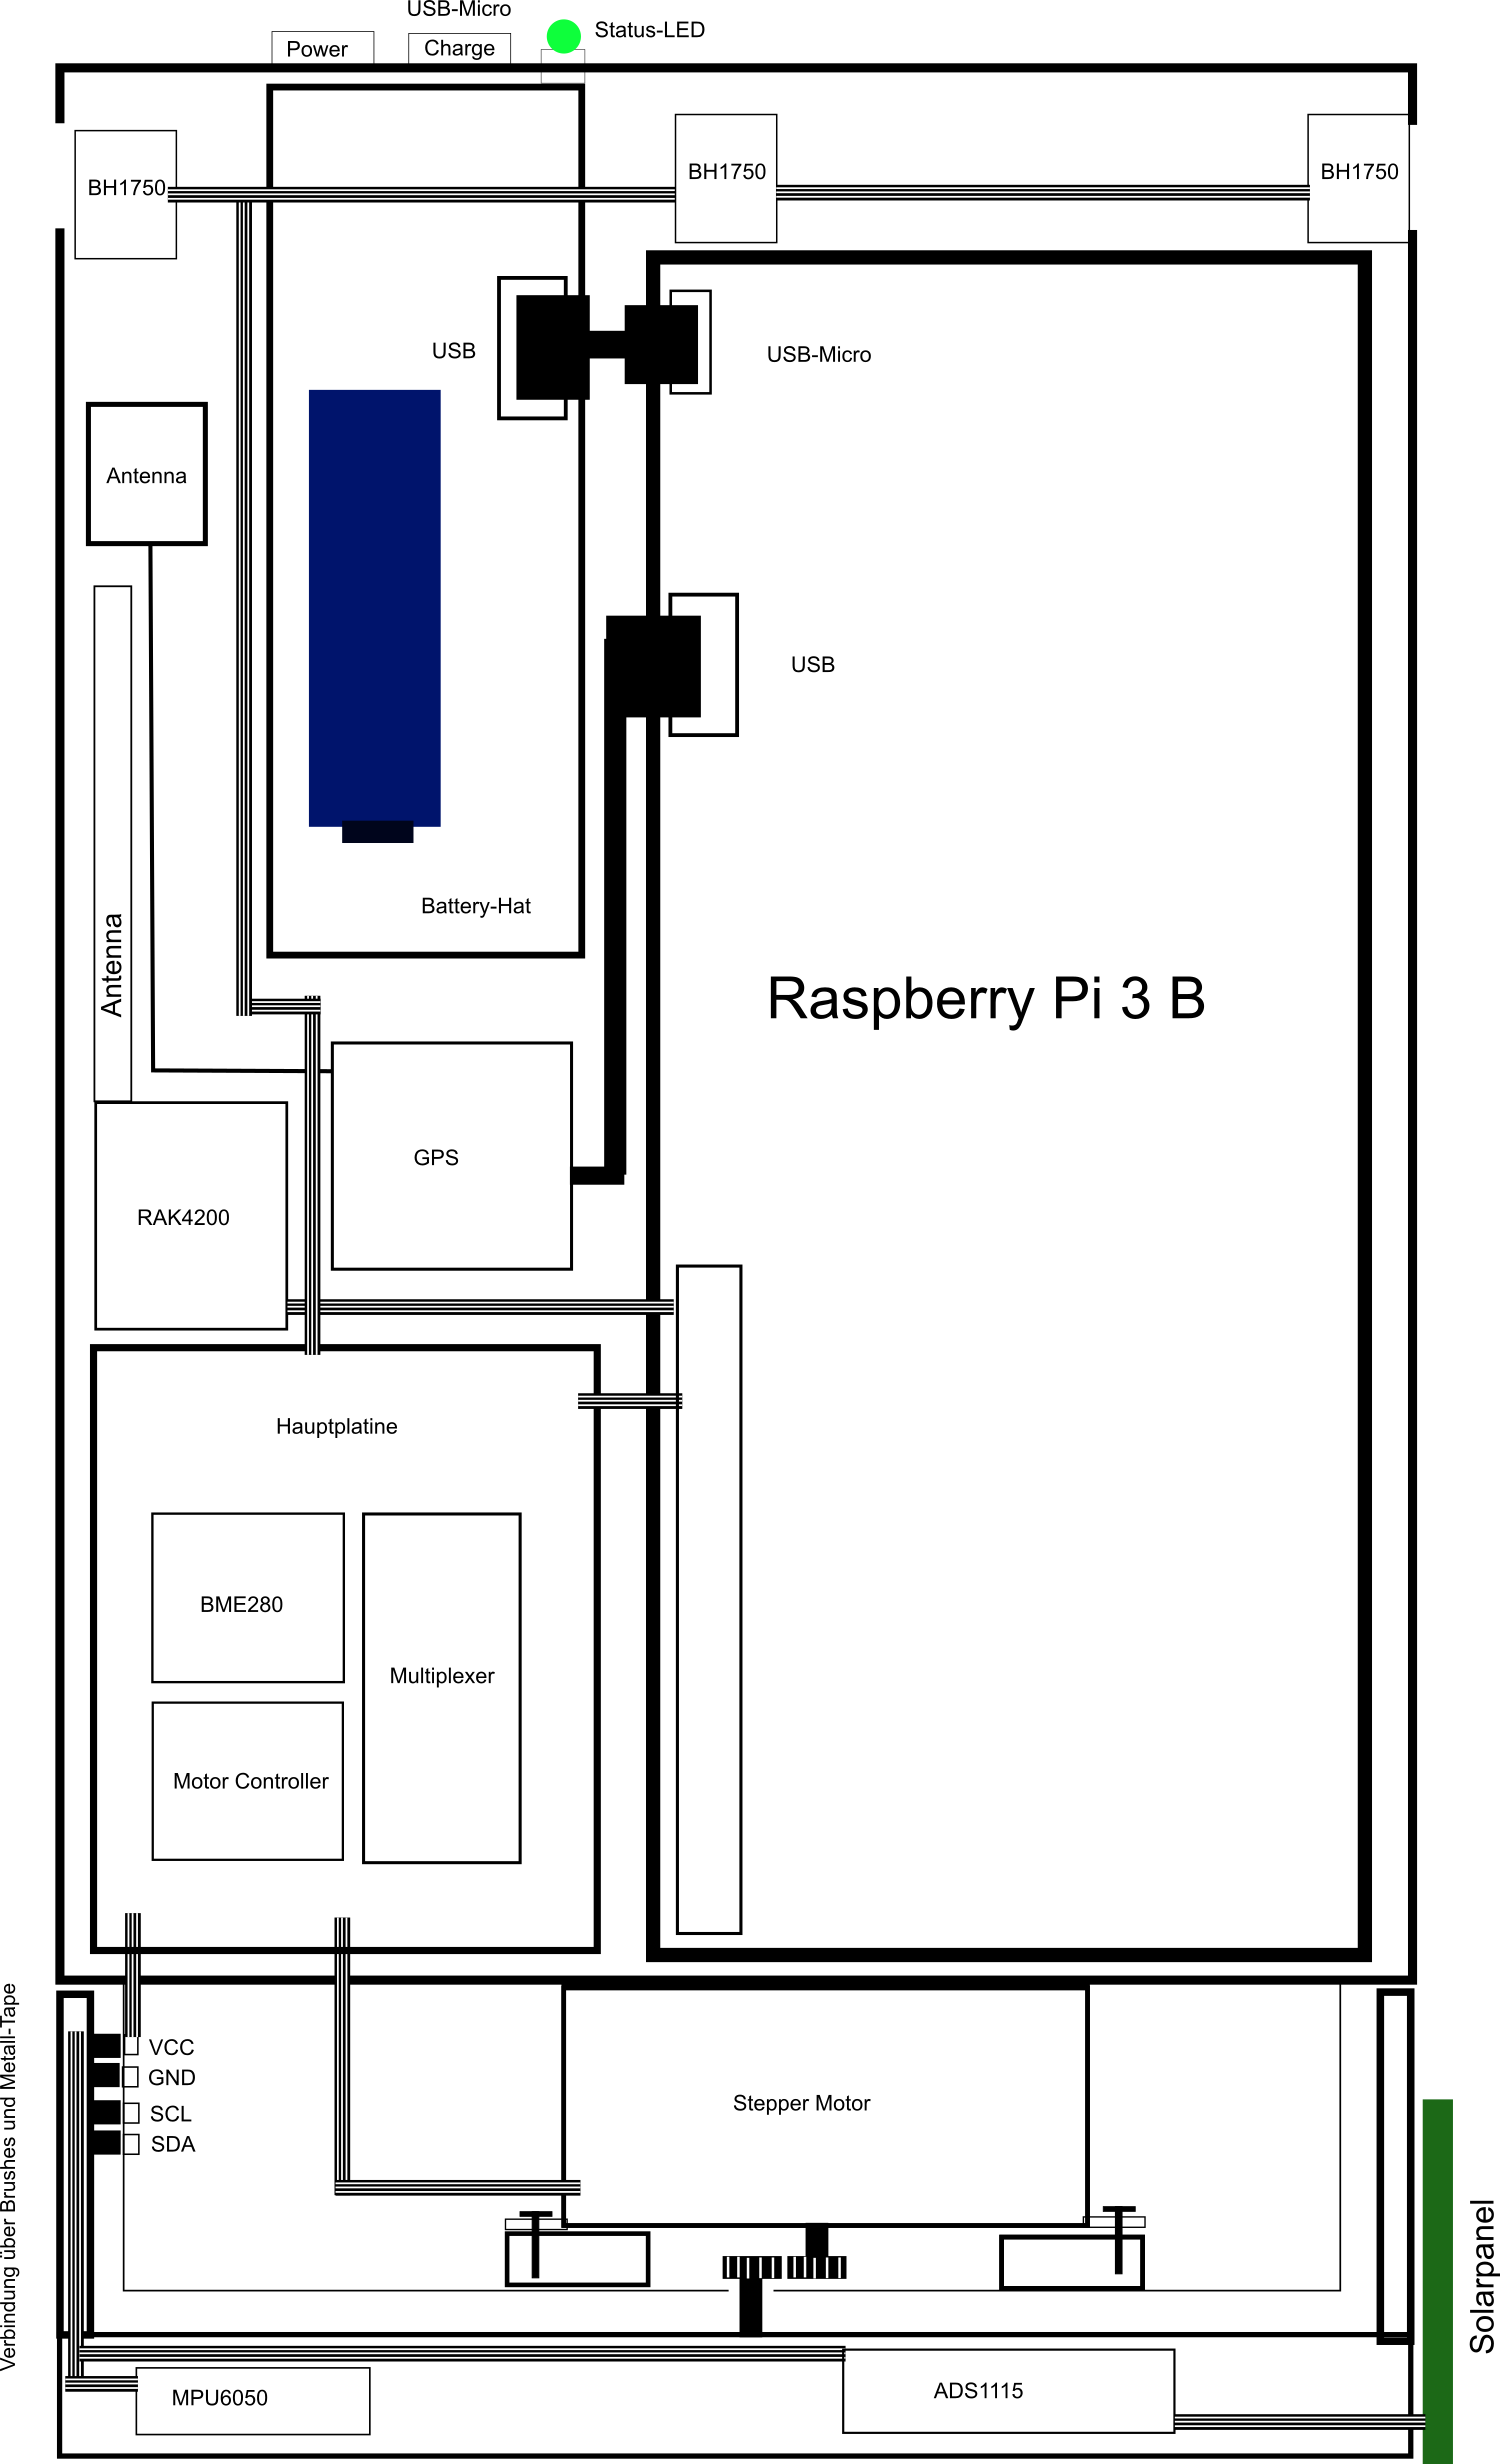 USB-Micro
Power
Charge
Status-LED
BH1750
BH1750
BH1750
USB
USB-Micro
Antenna
USB
Antenna
Battery-Hat
Raspberry Pi 3 B
GPS
RAK4200
Hauptplatine
BME280
Multiplexer
Motor Controller
Verbindung über Brushes und Metall-Tape
VCC
GND
SCL
SDA
Stepper Motor
Solarpanel
MPU6050
ADS1115